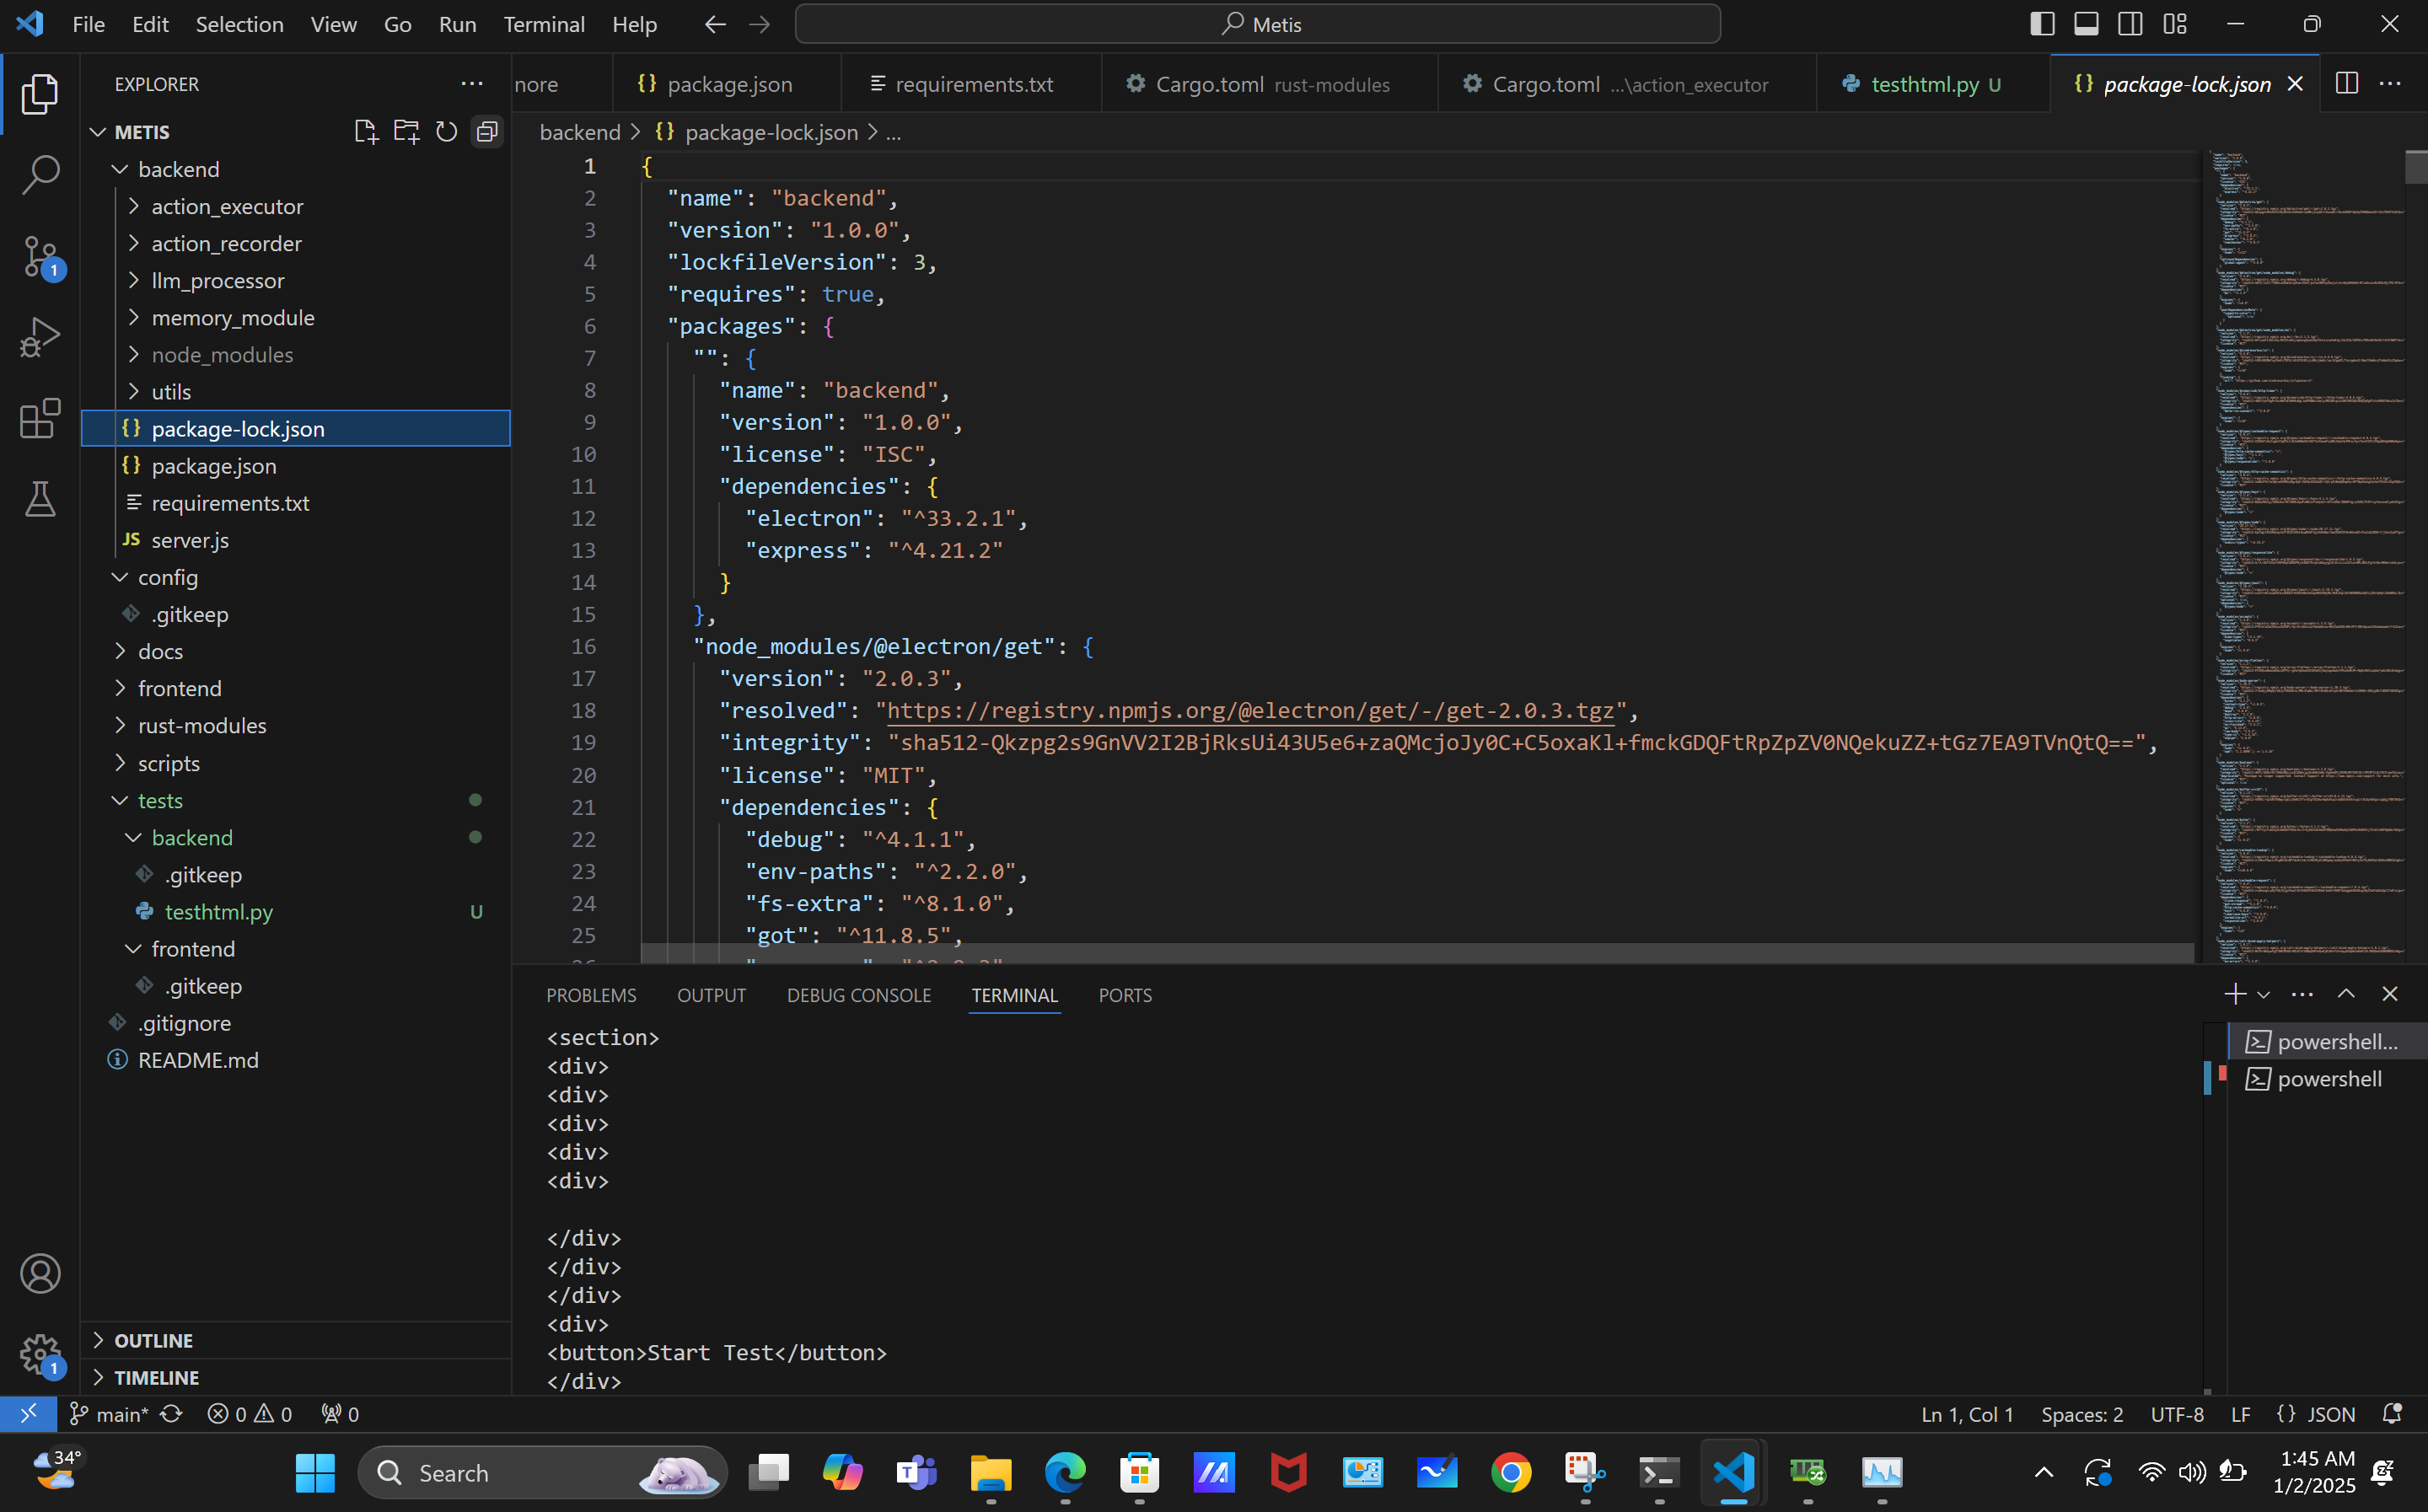 File Edit Selection View Go Run Terminal Help
Metis
EXPLORER
nore
package.json
requirements.txt
Cargo.toml rust-modules
Cargo.toml ...\action_executor
testhtml.py U
package-lock.json
METIS
backend
action_executor
action_recorder
llm_processor
memory_module
node_modules
utils
package-lock.json
package.json
requirements.txt
JS server.js
config
.gitkeep
docs
frontend
rust-modules
scripts
tests
backend
.gitkeep
testhtml.py U
frontend
.gitkeep
.gitignore
README.md
OUTLINE
TIMELINE
backend > {} package-lock.json > ...
1 {
2 "name": "backend",
3 "version": "1.0.0",
4 "lockfileVersion": 3,
5 "requires": true,
6 "packages": {
7 "": {
8 "name": "backend",
9 "version": "1.0.0",
10 "license": "ISC",
11 "dependencies": {
12 "electron": "^33.2.1",
13 "express": "^4.21.2"
14 }
15 },
16 "node_modules/@electron/get": {
17 "version": "2.0.3",
18 "resolved": "https://registry.npmjs.org/@electron/get/-/get-2.0.3.tgz",
19 "integrity": "sha512-Qkzpg2s9GnVV2I2BjRksUi43U5e6+zaQMcjoJy0C+C5oxaKl+fmckGDQFtRpZpZV0NQekuZZ+tGz7EA9TVnQtQ==",
20 "license": "MIT",
21 "dependencies": {
22 "debug": "^4.1.1",
23 "env-paths": "^2.2.0",
24 "fs-extra": "^8.1.0",
25 "got": "^11.8.5",
PROBLEMS OUTPUT DEBUG CONSOLE TERMINAL PORTS
<section>
<div>
<div>
<div>
<div>
<div>
</div>
</div>
</div>
<div>
<button>Start Test</button>
</div>
powershell...
powershell
1
1
main* 0 0 0
Ln 1, Col 1 Spaces: 2 UTF-8 LF {} JSON
34°
Search
1:45 AM
1/2/2025